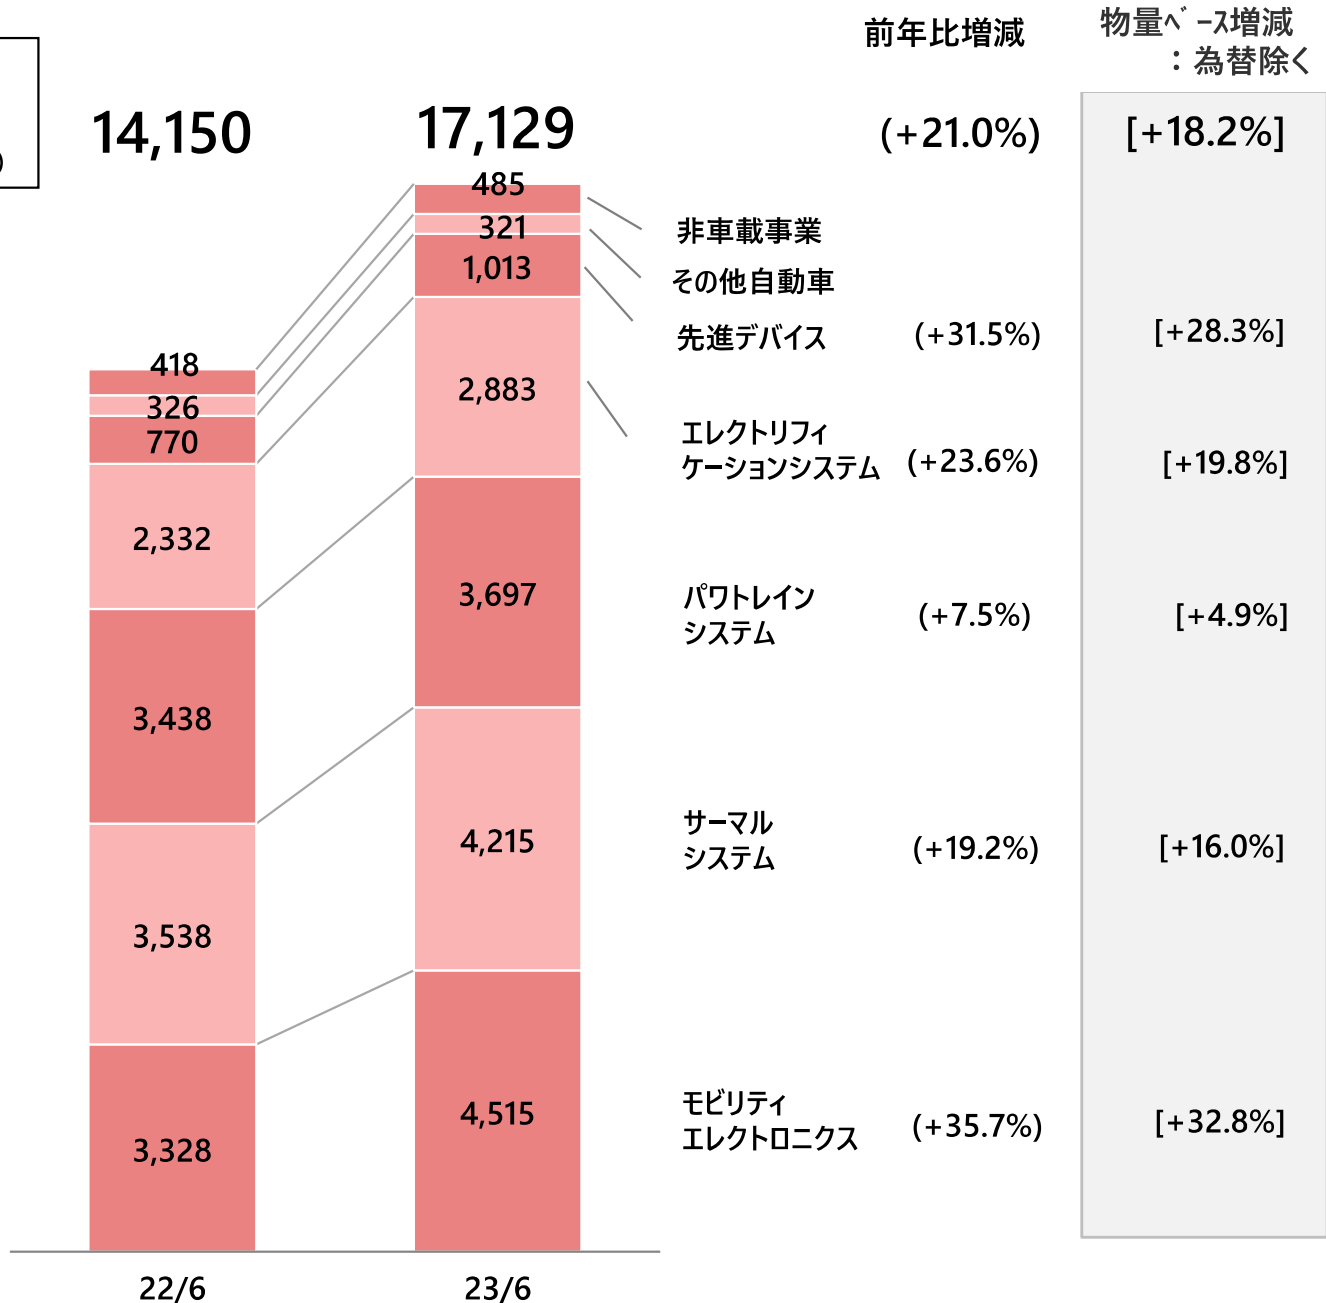 前年比増減
物量ﾍﾞｰｽ増減
：為替除く
14,150
17,129
(+21.0%)
[+18.2%]
485
321
1,013
2,883
3,697
4,215
4,515
418
326
770
2,332
3,438
3,538
3,328
非車載事業
その他自動車
先進デバイス
(+31.5%)
[+28.3%]
エレクトリフィ
ケーションシステム
(+23.6%)
[+19.8%]
パワトレイン
システム
(+7.5%)
[+4.9%]
サーマル
システム
(+19.2%)
[+16.0%]
モビリティ
エレクトロニクス
(+35.7%)
[+32.8%]
22/6
23/6